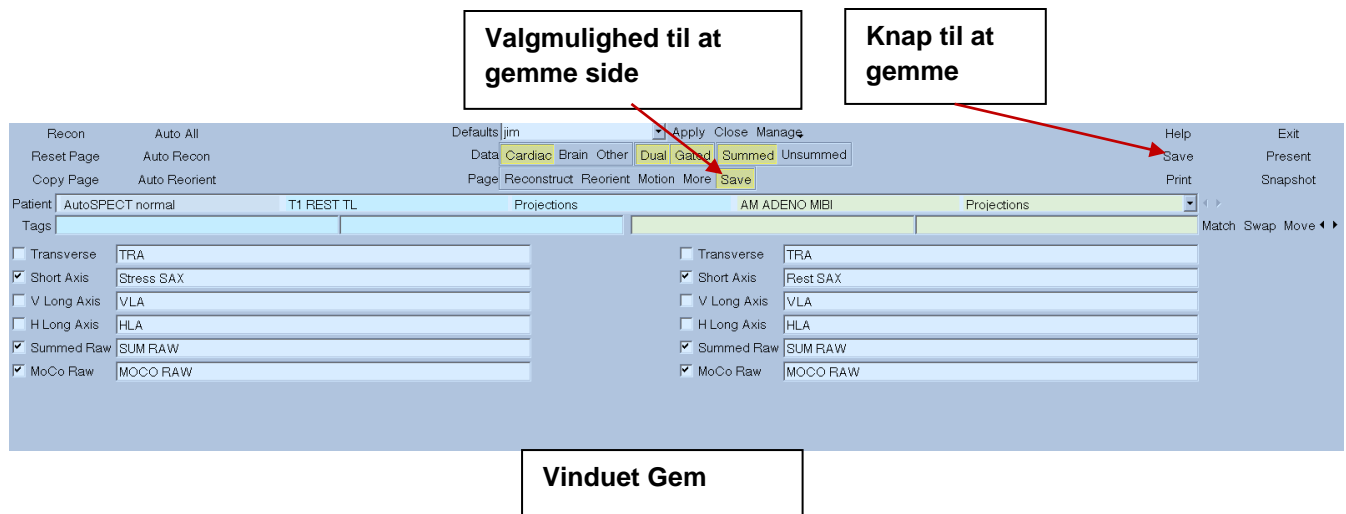 Valgmulighed til at
gemme side
Knap til at
gemme
Recon Auto All Defaults jim Apply Close Manage Help Exit
Reset Page Auto Recon Data Cardiac Brain Other Dual Gated Summed Unsummed Save Present
Copy Page Auto Reorient Page Reconstruct Reorient Motion More Save Print Snapshot
Patient AutoSPECT normal T1 REST TL Projections AM ADENO MIBI Projections
Tags Match Swap Move
Transverse TRA Transverse TRA
Short Axis Stress SAX Short Axis Rest SAX
V Long Axis VLA V Long Axis VLA
H Long Axis HLA H Long Axis HLA
Summed Raw SUM RAW Summed Raw SUM RAW
MoCo Raw MOCO RAW MoCo Raw MOCO RAW
Vinduet Gem